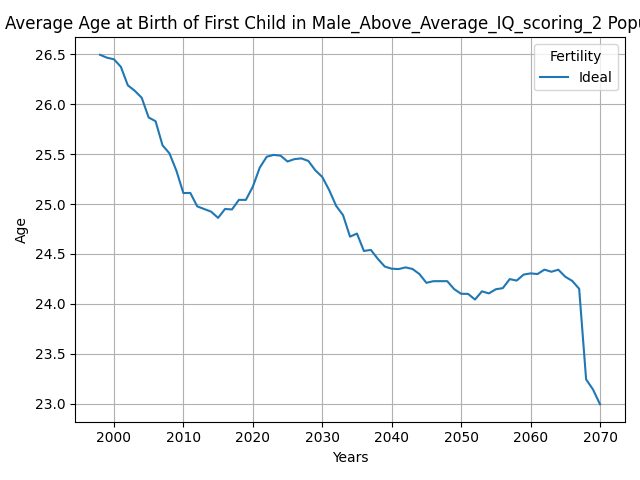 Average Age at Birth of First Child in Male_Above_Average_IQ_scoring_2
Fertility
Ideal
26.5
26.0
25.5
25.0
24.5
24.0
23.5
23.0
Age
2000 2010 2020 2030 2040 2050 2060 2070
Years